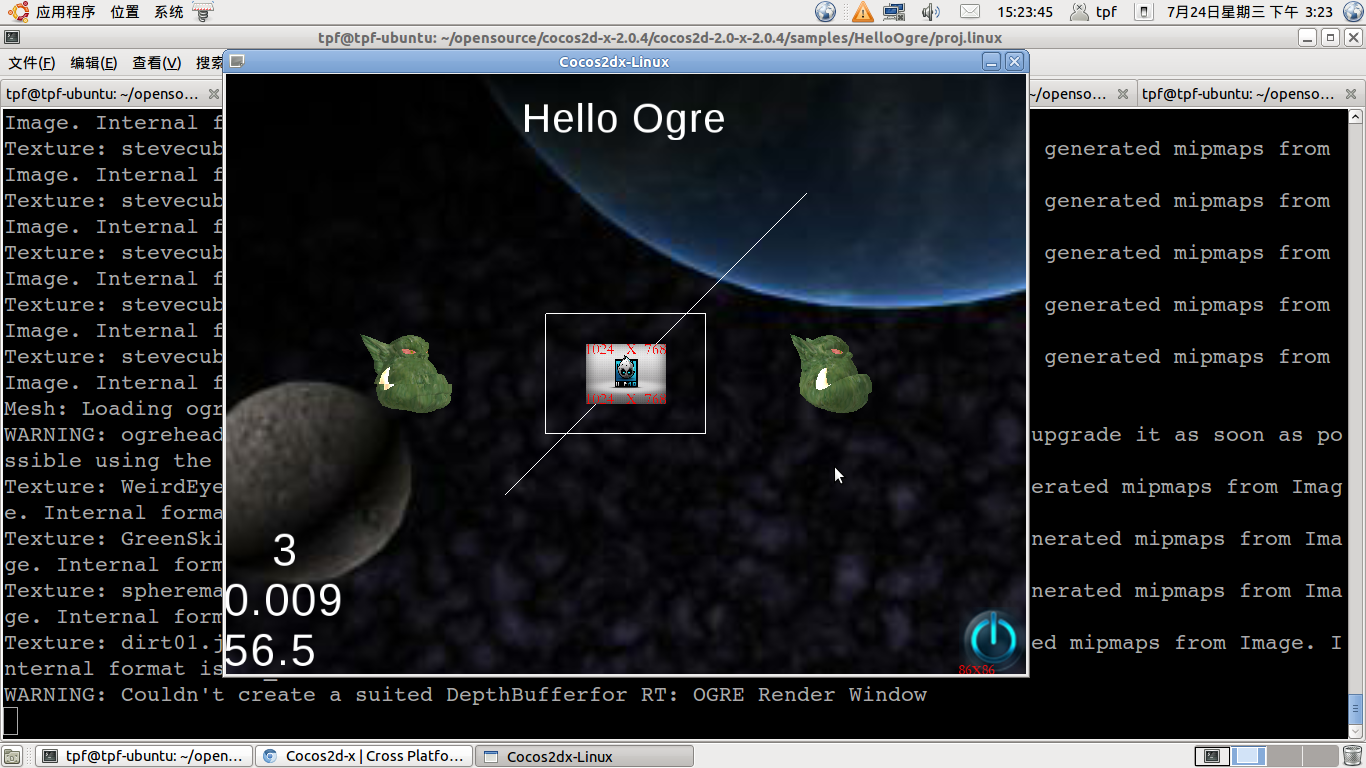 应用程序 位置 系统 15:23:45 tpf 7月24日星期三 下午 3:23
tpf@tpf-ubuntu: ~/opensource/cocos2d-x-2.0.4/cocos2d-2.0-x-2.0.4/samples/HelloOgre/proj.linux
文件(F) 编辑(E) 查看(V) 搜索
Cocos2dx-Linux
tpf@tpf-ubuntu: ~/openso... ~/openso... tpf@tpf-ubuntu: ~/openso...
Image. Internal f
Texture: stevecub generated mipmaps from
Image. Internal f
Texture: stevecub generated mipmaps from
Image. Internal f
Texture: stevecub generated mipmaps from
Image. Internal f
Texture: stevecub generated mipmaps from
Image. Internal f
Texture: stevecub generated mipmaps from
Image. Internal f
Mesh: Loading ogr
WARNING: ogrehead upgrade it as soon as po
ssible using the
Texture: WeirdEye erated mipmaps from Imag
e. Internal forma
Texture: GreenSki nerated mipmaps from Ima
ge. Internal form
Texture: spherema nerated mipmaps from Ima
ge. Internal form
Texture: dirt01.j ed mipmaps from Image. I
nternal format is
WARNING: Couldn't create a suited DepthBufferfor RT: OGRE Render Window
Hello Ogre
1024 X 768
1024 X 768
3
0.009
56.5
86X86
tpf@tpf-ubuntu: ~/open... Cocos2d-x | Cross Platfo... Cocos2dx-Linux